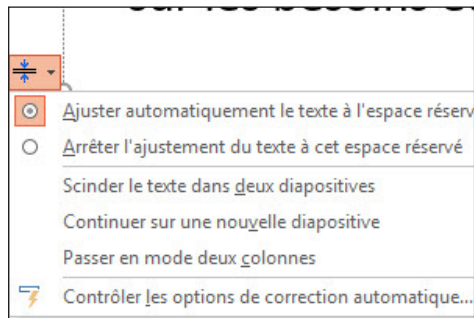 Ajuster automatiquement le texte à l'espace réserv
Arrêter l'ajustement du texte à cet espace réservé
Scinder le texte dans deux diapositives
Continuer sur une nouvelle diapositive
Passer en mode deux colonnes
Contrôler les options de correction automatique...